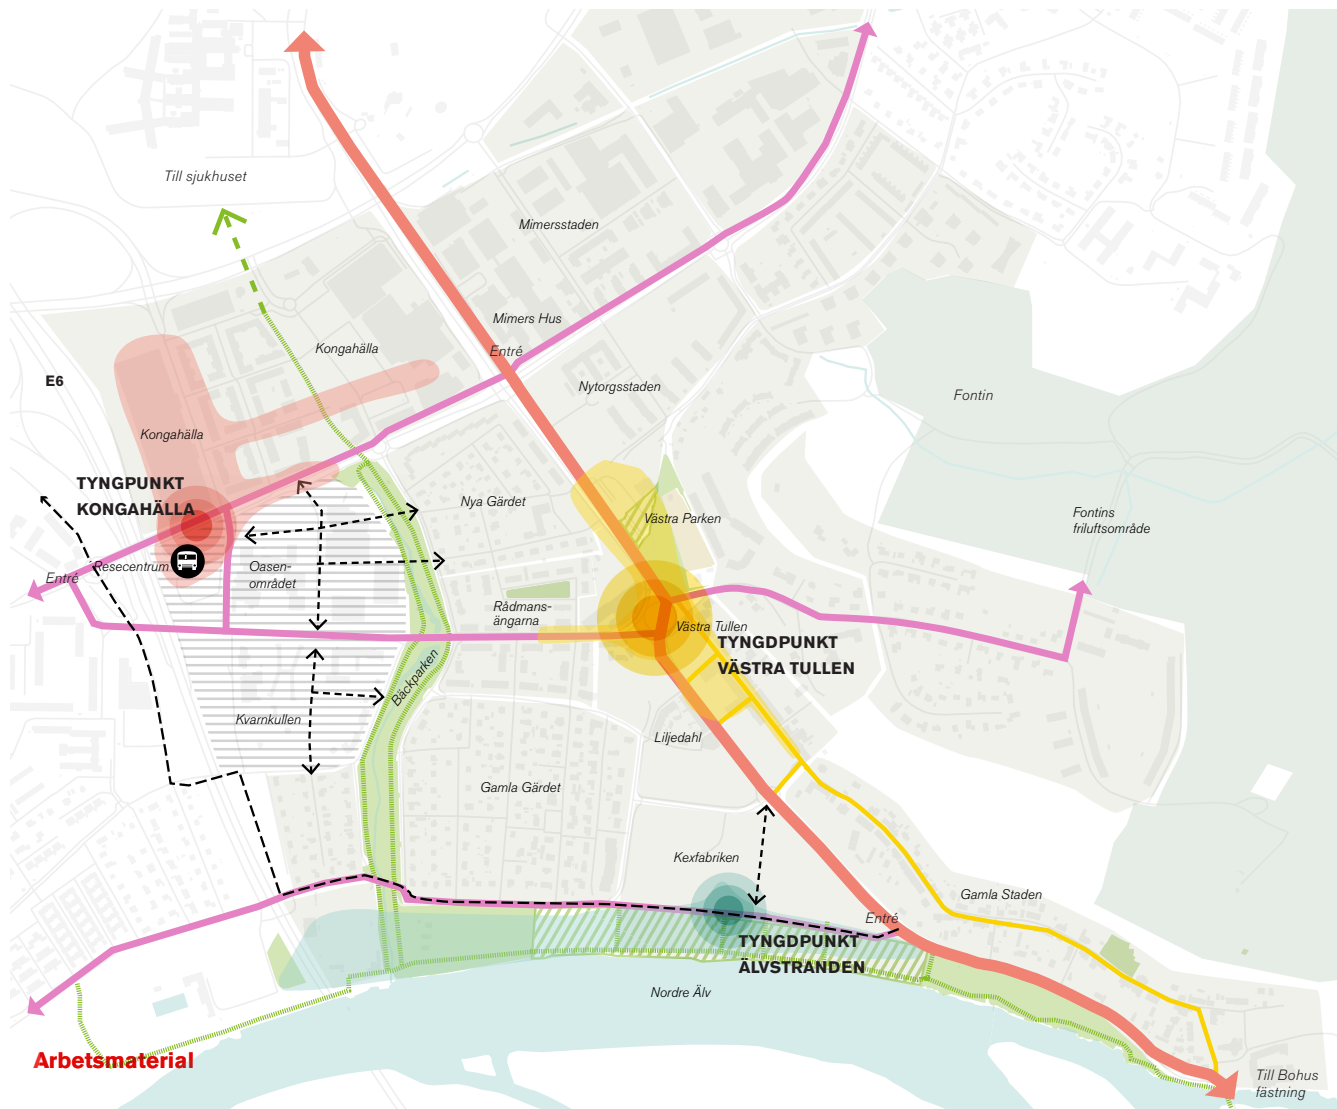 Till sjukhuset
Mimersstaden
Mimers Hus
Kongahälla
Entré
E6
Nytorgsstaden
Fontin
Kongahälla
TYNGPUNKT
KONGAHÄLLA
Nya Gärdet
Västra Parken
Fontins
friluftsområde
Resecentrum
Entré
Oasen-
området
Rådmans-
ängarna
Västra Tullen
TYNGDPUNKT
VÄSTRA TULLEN
Bäckparken
Kvarnkullen
Liljedahl
Gamla Gärdet
Kexfabriken
Gamla Staden
Entré
TYNGDPUNKT
ÄLVSTRANDEN
Nordre Älv
Arbetsmaterial
Till Bohus
fästning